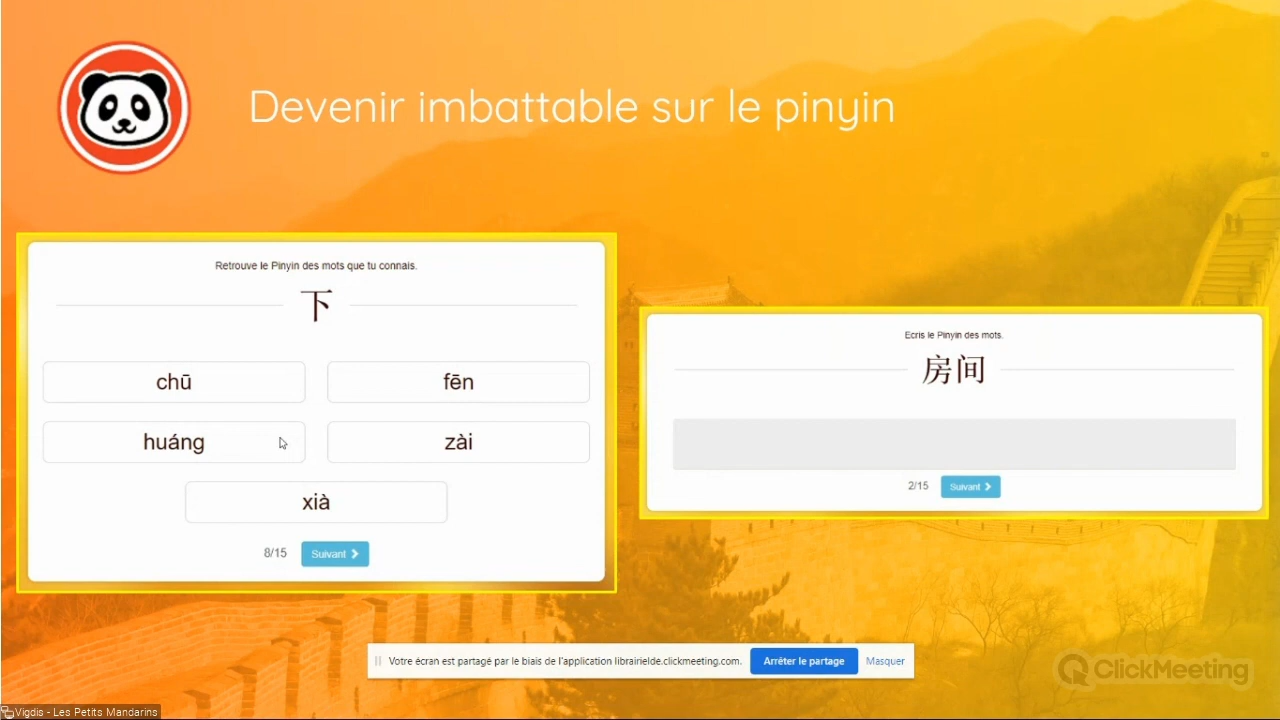 Devenir imbattable sur le pinyin
Retrouve le Pinyin des mots que tu connais.
下
chū
fēn
huáng
zài
xià
8/15
Suivant
Ecris le Pinyin des mots.
房间
2/15
Suivant
Votre écran est partagé par le biais de l'application librairielde.clickmeeting.com.
Arrêter le partage
Masquer
ClickMeeting
Vigdis - Les Petits Mandarins